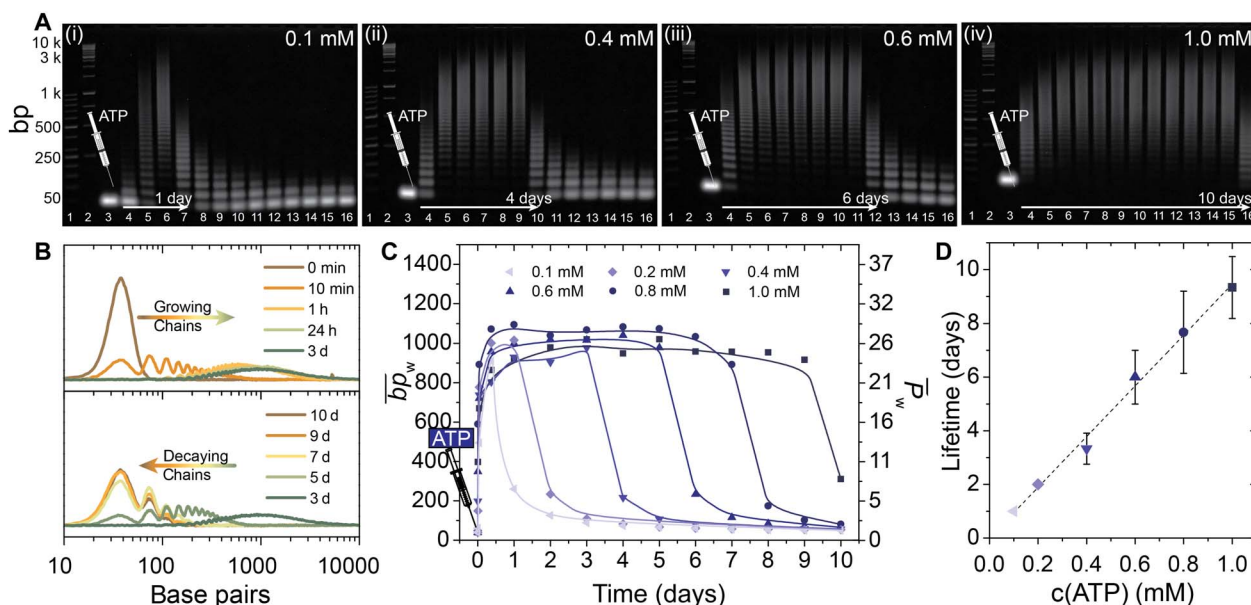 A
(i) 0.1 mM
(ii) 0.4 mM
(iii) 0.6 mM
(iv) 1.0 mM
bp
10 k
3 k
1 k
500
250
50
ATP
ATP
ATP
ATP
1 day
4 days
6 days
10 days
1 2 3 4 5 6 7 8 9 10 11 12 13 14 15 16
1 2 3 4 5 6 7 8 9 10 11 12 13 14 15 16
1 2 3 4 5 6 7 8 9 10 11 12 13 14 15 16
1 2 3 4 5 6 7 8 9 10 11 12 13 14 15 16
B
0 min
10 min
1 h
24 h
3 d
Growing
Chains
10 d
9 d
7 d
5 d
3 d
Decaying
Chains
10 100 1000 10000
Base pairs
C
bp_w
1400
1200
1000
800
600
400
200
0
0.1 mM 0.2 mM 0.4 mM
0.6 mM 0.8 mM 1.0 mM
ATP
37
32
26
21
16
11
5
0
P_w
0 1 2 3 4 5 6 7 8 9 10
Time (days)
D
Lifetime (days)
10
8
6
4
2
0
0.0 0.2 0.4 0.6 0.8 1.0
c(ATP) (mM)